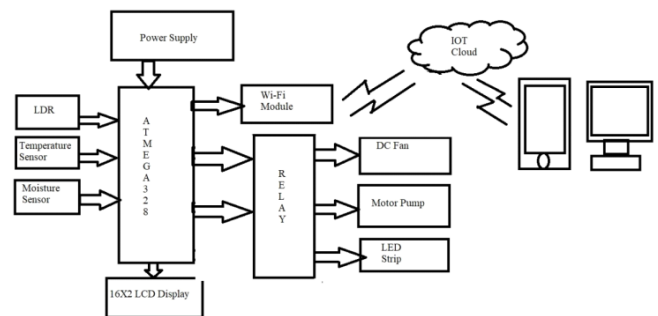 Power Supply
IOT
Cloud
LDR
Temperature
Sensor
Moisture
Sensor
A
T
M
E
G
A
3
2
8
Wi-Fi
Module
R
E
L
A
Y
DC Fan
Motor Pump
LED
Strip
16X2 LCD Display